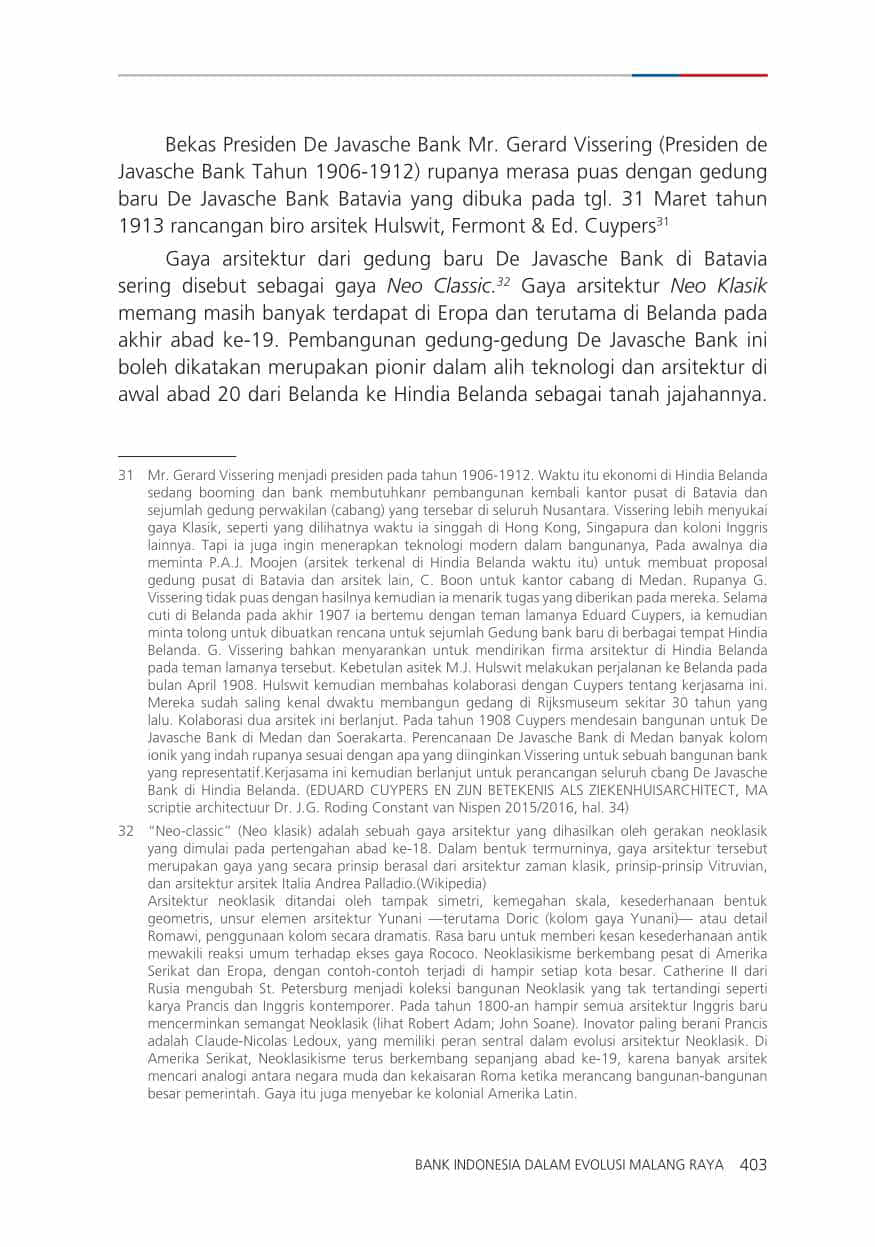 Bekas Presiden De Javasche Bank Mr. Gerard Vissering (Presiden de
Javasche Bank Tahun 1906-1912) rupanya merasa puas dengan gedung
baru De Javasche Bank Batavia yang dibuka pada tgl. 31 Maret tahun
1913 rancangan biro arsitek Hulswit, Fermont & Ed. Cuypers31
Gaya arsitektur dari gedung baru De Javasche Bank di Batavia
sering disebut sebagai gaya Neo Classic.32 Gaya arsitektur Neo Klasik
memang masih banyak terdapat di Eropa dan terutama di Belanda pada
akhir abad ke-19. Pembangunan gedung-gedung De Javasche Bank ini
boleh dikatakan merupakan pionir dalam alih teknologi dan arsitektur di
awal abad 20 dari Belanda ke Hindia Belanda sebagai tanah jajahannya.
31 Mr. Gerard Vissering menjadi presiden pada tahun 1906-1912. Waktu itu ekonomi di Hindia Belanda
sedang booming dan bank membutuhkanr pembangunan kembali kantor pusat di Batavia dan
sejumlah gedung perwakilan (cabang) yang tersebar di seluruh Nusantara. Vissering lebih menyukai
gaya Klasik, seperti yang dilihatnya waktu ia singgah di Hong Kong, Singapura dan koloni Inggris
lainnya. Tapi ia juga ingin menerapkan teknologi modern dalam bangunanya, Pada awalnya dia
meminta P.A.J. Moojen (arsitek terkenal di Hindia Belanda waktu itu) untuk membuat proposal
gedung pusat di Batavia dan arsitek lain, C. Boon untuk kantor cabang di Medan. Rupanya G.
Vissering tidak puas dengan hasilnya kemudian ia menarik tugas yang diberikan pada mereka. Selama
cuti di Belanda pada akhir 1907 ia bertemu dengan teman lamanya Eduard Cuypers, ia kemudian
minta tolong untuk dibuatkan rencana untuk sejumlah Gedung bank baru di berbagai tempat Hindia
Belanda. G. Vissering bahkan menyarankan untuk mendirikan firma arsitektur di Hindia Belanda
pada teman lamanya tersebut. Kebetulan asitek M.J. Hulswit melakukan perjalanan ke Belanda pada
bulan April 1908. Hulswit kemudian membahas kolaborasi dengan Cuypers tentang kerjasama ini.
Mereka sudah saling kenal dwaktu membangun gedang di Rijksmuseum sekitar 30 tahun yang
lalu. Kolaborasi dua arsitek ini berlanjut. Pada tahun 1908 Cuypers mendesain bangunan untuk De
Javasche Bank di Medan dan Soerakarta. Perencanaan De Javasche Bank di Medan banyak kolom
ionik yang indah rupanya sesuai dengan apa yang diinginkan Vissering untuk sebuah bangunan bank
yang representatif.Kerjasama ini kemudian berlanjut untuk perancangan seluruh cbang De Javasche
Bank di Hindia Belanda. (EDUARD CUYPERS EN ZIJN BETEKENIS ALS ZIEKENHUISARCHITECT, MA
scriptie architectuur Dr. J.G. Roding Constant van Nispen 2015/2016, hal. 34)
32 “Neo-classic” (Neo klasik) adalah sebuah gaya arsitektur yang dihasilkan oleh gerakan neoklasik
yang dimulai pada pertengahan abad ke-18. Dalam bentuk termurninya, gaya arsitektur tersebut
merupakan gaya yang secara prinsip berasal dari arsitektur zaman klasik, prinsip-prinsip Vitruvian,
dan arsitektur arsitek Italia Andrea Palladio.(Wikipedia)
Arsitektur neoklasik ditandai oleh tampak simetri, kemegahan skala, kesederhanaan bentuk
geometris, unsur elemen arsitektur Yunani —terutama Doric (kolom gaya Yunani)— atau detail
Romawi, penggunaan kolom secara dramatis. Rasa baru untuk memberi kesan kesederhanaan antik
mewakili reaksi umum terhadap ekses gaya Rococo. Neoklasikisme berkembang pesat di Amerika
Serikat dan Eropa, dengan contoh-contoh terjadi di hampir setiap kota besar. Catherine II dari
Rusia mengubah St. Petersburg menjadi koleksi bangunan Neoklasik yang tak tertandingi seperti
karya Prancis dan Inggris kontemporer. Pada tahun 1800-an hampir semua arsitektur Inggris baru
mencerminkan semangat Neoklasik (lihat Robert Adam; John Soane). Inovator paling berani Prancis
adalah Claude-Nicolas Ledoux, yang memiliki peran sentral dalam evolusi arsitektur Neoklasik. Di
Amerika Serikat, Neoklasikisme terus berkembang sepanjang abad ke-19, karena banyak arsitek
mencari analogi antara negara muda dan kekaisaran Roma ketika merancang bangunan-bangunan
besar pemerintah. Gaya itu juga menyebar ke kolonial Amerika Latin.
BANK INDONESIA DALAM EVOLUSI MALANG RAYA 403